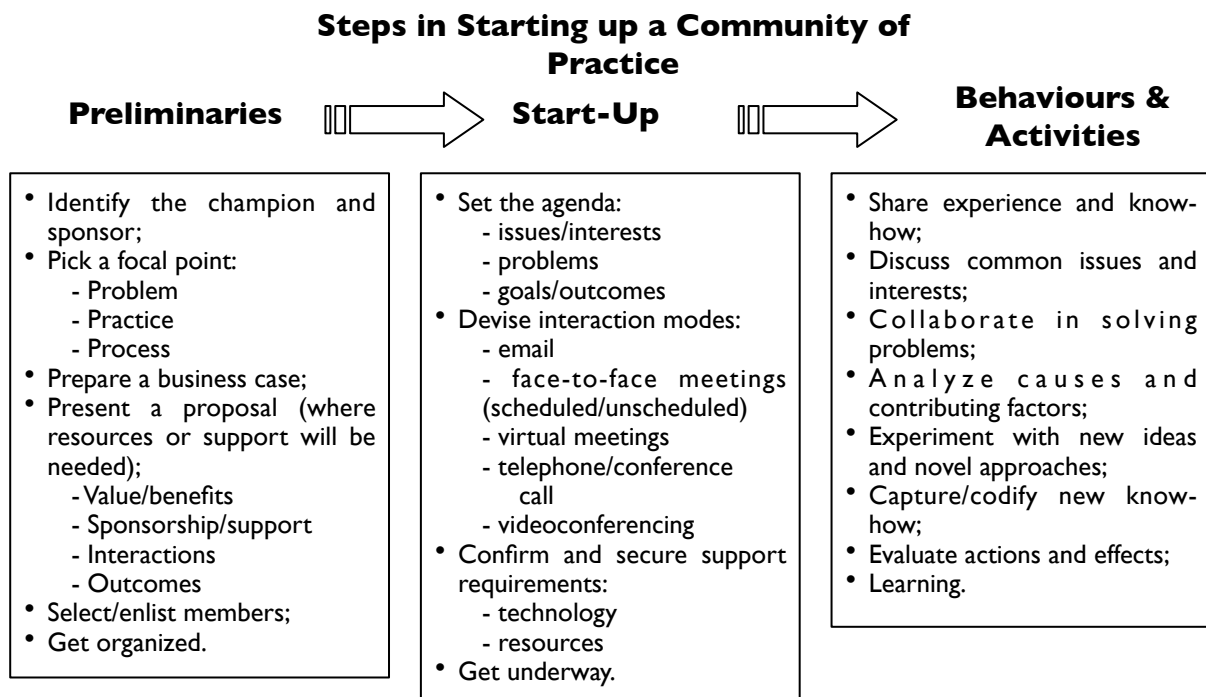 Steps in Starting up a Community of
Practice
Preliminaries
Start-Up
Behaviours &
Activities
• Identify the champion and
sponsor;
• Pick a focal point:
- Problem
- Practice
- Process
• Prepare a business case;
• Present a proposal (where
resources or support will be
needed);
- Value/benefits
- Sponsorship/support
- Interactions
- Outcomes
• Select/enlist members;
• Get organized.
• Set the agenda:
- issues/interests
- problems
- goals/outcomes
• Devise interaction modes:
- email
- face-to-face meetings
(scheduled/unscheduled)
- virtual meetings
- telephone/conference
call
- videoconferencing
• Confirm and secure support
requirements:
- technology
- resources
• Get underway.
• Share experience and know-
how;
• Discuss common issues and
interests;
• Collaborate in solving
problems;
• Analyze causes and
contributing factors;
• Experiment with new ideas
and novel approaches;
• Capture/codify new know-
how;
• Evaluate actions and effects;
• Learning.